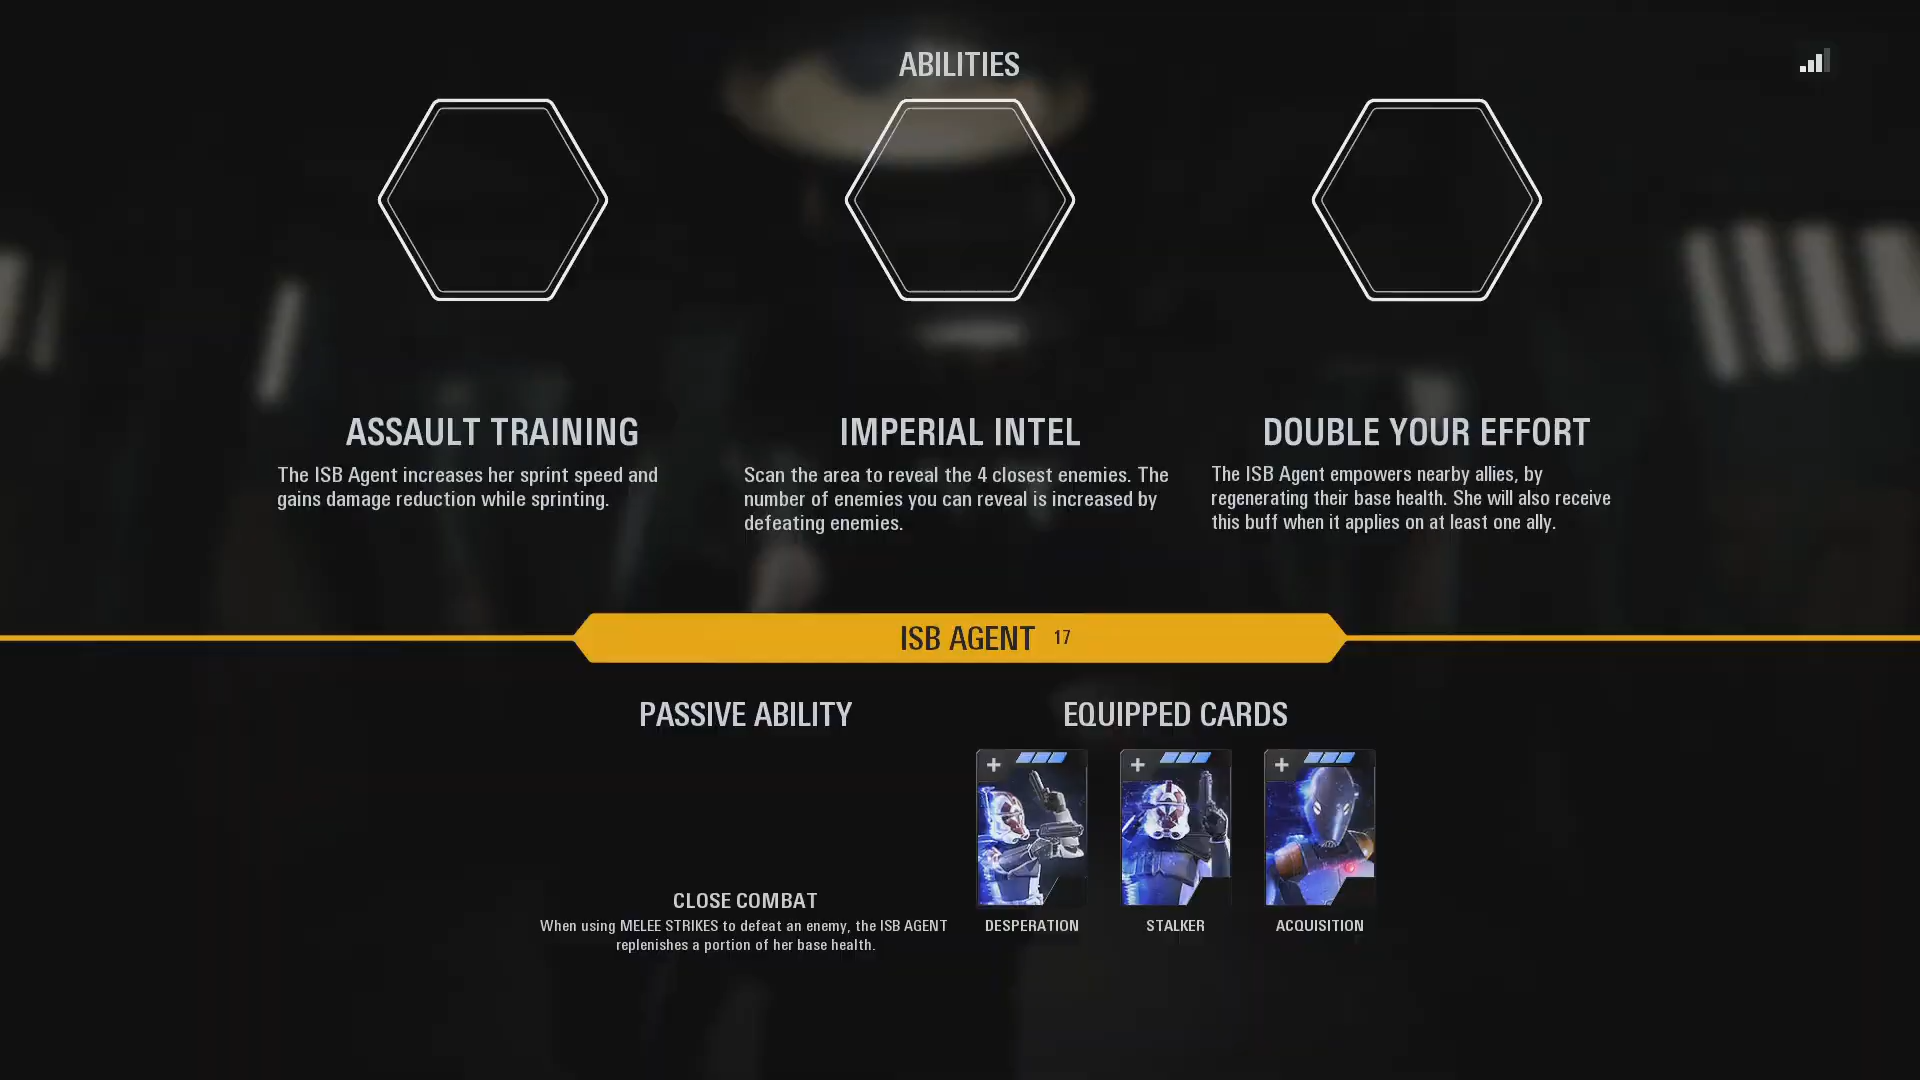 ABILITIES
ASSAULT TRAINING
The ISB Agent increases her sprint speed and
gains damage reduction while sprinting.
IMPERIAL INTEL
Scan the area to reveal the 4 closest enemies. The
number of enemies you can reveal is increased by
defeating enemies.
DOUBLE YOUR EFFORT
The ISB Agent empowers nearby allies, by
regenerating their base health. She will also receive
this buff when it applies on at least one ally.
ISB AGENT 17
PASSIVE ABILITY
CLOSE COMBAT
When using MELEE STRIKES to defeat an enemy, the ISB AGENT
replenishes a portion of her base health.
EQUIPPED CARDS
DESPERATION
STALKER
ACQUISITION